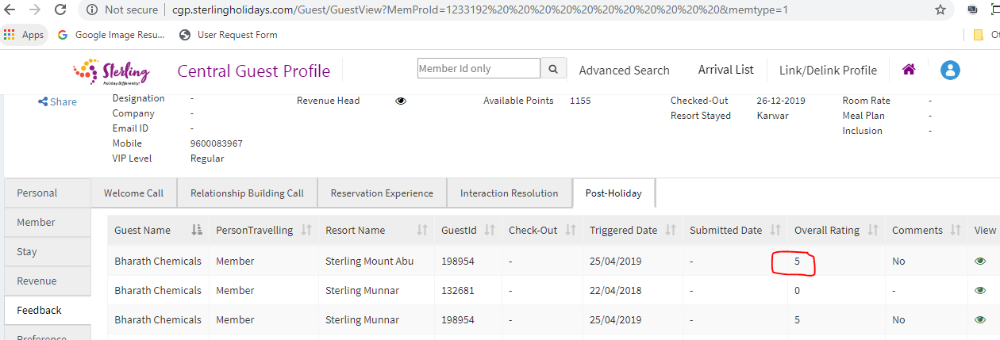 Not secure | cgp.sterlingholidays.com/Guest/GuestView?MemProId=1233192%20%20%20%20%20%20%20%20%20%20%20&memtype=1
Apps Google Image Resu... User Request Form
Sterling Holiday Differently! Central Guest Profile Member Id only Advanced Search Arrival List Link/Delink Profile
Share
Designation - Revenue Head Available Points 1155 Checked-Out 26-12-2019 Room Rate -
Company - Resort Stayed Karwar Meal Plan -
Email ID - Inclusion -
Mobile 9600083967
VIP Level Regular
Personal Welcome Call Relationship Building Call Reservation Experience Interaction Resolution Post-Holiday
Member
Stay
Revenue
Feedback
Preference
Guest Name PersonTravelling Resort Name GuestId Check-Out Triggered Date Submitted Date Overall Rating Comments View
Bharath Chemicals Member Sterling Mount Abu 198954 - 25/04/2019 - 5 No
Bharath Chemicals Member Sterling Munnar 132681 - 22/04/2018 - 0 -
Bharath Chemicals Member Sterling Munnar 198954 - 25/04/2019 - 5 No